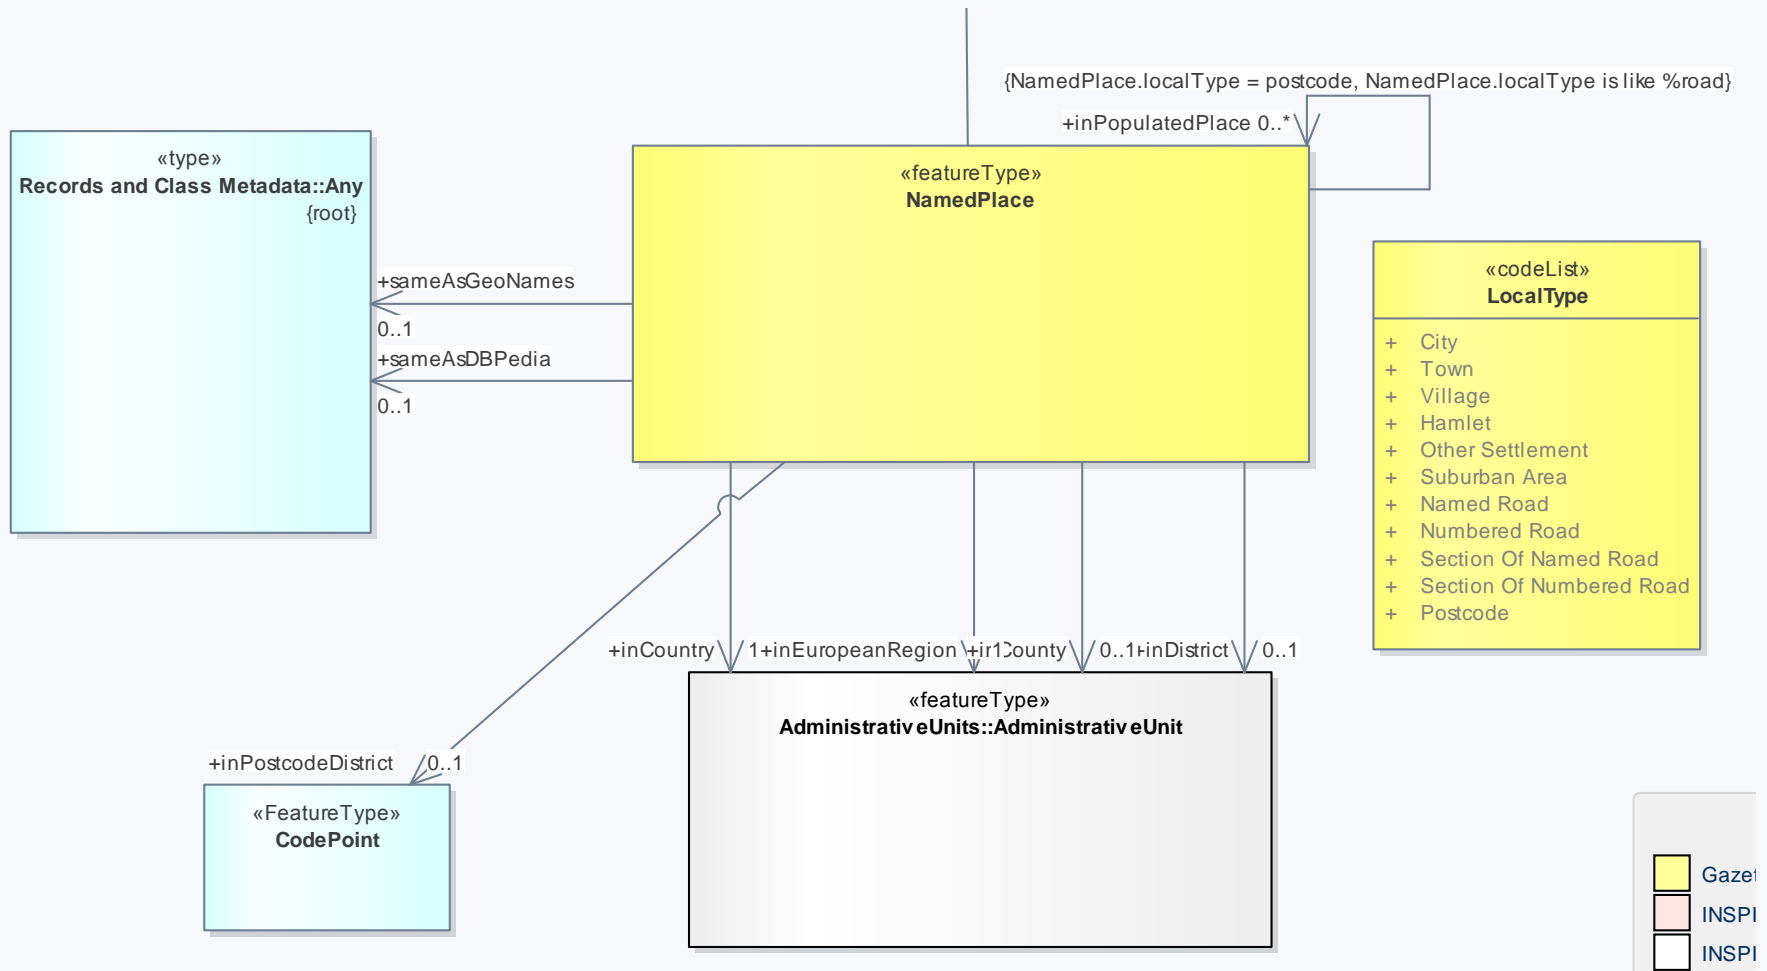 {NamedPlace.localType = postcode, NamedPlace.localType is like %road}
+inPopulatedPlace 0..*
«type»
Records and Class Metadata::Any
{root}
«featureType»
NamedPlace
+sameAsGeoNames
0..1
+sameAsDBPedia
0..1
«codeList»
LocalType
+ City
+ Town
+ Village
+ Hamlet
+ Other Settlement
+ Suburban Area
+ Named Road
+ Numbered Road
+ Section Of Named Road
+ Section Of Numbered Road
+ Postcode
+inCountry 1 +inEuropeanRegion 1 0..1 +inDistrict 0..1
«featureType»
AdministrativeUnits::AdministrativeUnit
+inPostcodeDistrict 0..1
«FeatureType»
CodePoint